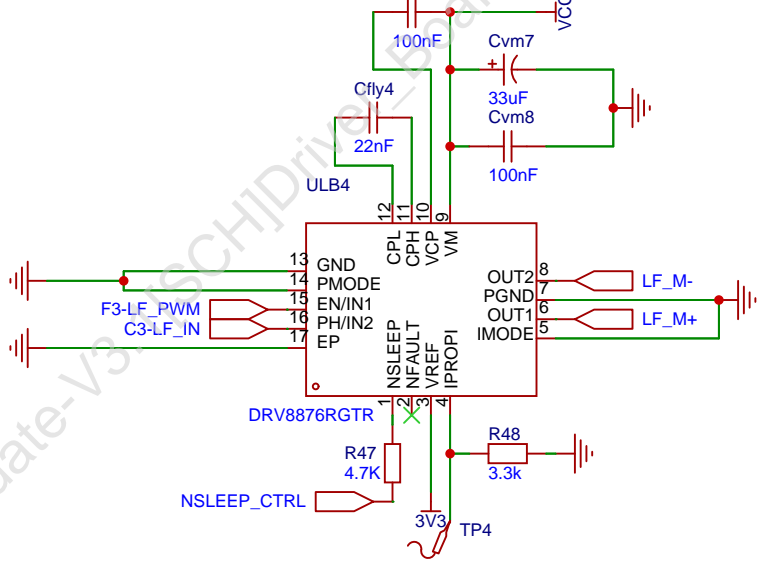 VCC
100nF
Cvm7
33uF
Cvm8
100nF
Cfly4
22nF
ULB4
12
11
10
9
CPL
CPH
VCP
VM
13
14
15
16
17
GND
PMODE
EN/IN1
PH/IN2
EP
F3-LF_PWM
C3-LF_IN
OUT2
PGND
OUT1
IMODE
8
7
6
5
LF_M-
LF_M+
NSLEEP
NFAULT
VREF
IPROPI
1
2
3
4
DRV8876RGTR
R47
4.7K
R48
3.3k
NSLEEP_CTRL
3V3
TP4